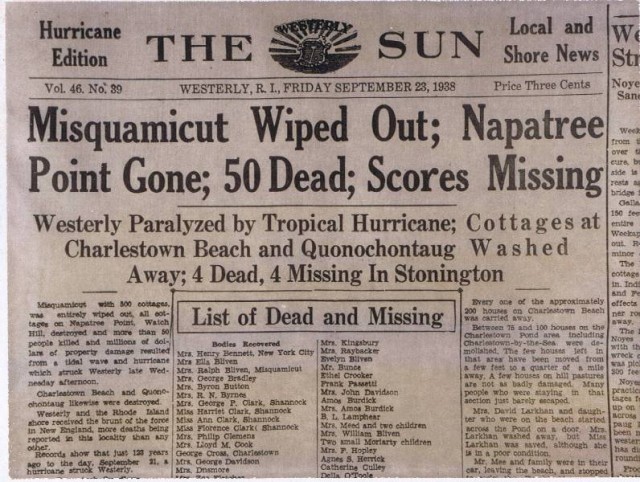 Hurricane
Edition
THE SUN
WESTERLY
Local and
Shore News
Vol. 46. No. 39
WESTERLY, R. I., FRIDAY SEPTEMBER 23, 1938
Price Three Cents
Misquamicut Wiped Out; Napatree
Point Gone; 50 Dead; Scores Missing
Westerly Paralyzed by Tropical Hurricane; Cottages at
Charlestown Beach and Quonochontaug Washed
Away; 4 Dead, 4 Missing In Stonington
Misquamicut with 500 cottages,
was entirely wiped out, all cot-
tages on Napatree Point, Watch
Hill, destroyed and more than 50
people killed and millions of dol-
lars of property damage resulted
from a tidal wave and hurricane
which struck Westerly late Wed-
nesday afternoon.
Charlestown Beach and Quono-
chontaug likewise were destroyed.
Westerly and the Rhode Island
shore received the brunt of the force
in New England, more deaths being
reported in this locality than any
other.
Records show that just 123 years
ago to the day, September 21, a
hurricane struck Westerly.
List of Dead and Missing
Bodies Recovered
Mrs. Henry Bennett, New York City
Mrs. Ella Bliven
Mrs. Ralph Bliven, Misquamicut
Mrs. George Bradley
Mrs. Byron Button
Mrs. R. N. Byrnes
Mrs. George P. Clark, Shannock
Miss Harriet Clark, Shannock
Miss Ann Clark, Shannock
Miss Florence Clark, Shannock
Mrs. Philip Clemens
Mrs. Lloyd M. Cook
George Cross, Charlestown
Mrs. George Davidson
Mrs. Dnsmore
Mrs. Kingsbury
Mrs. Raybacker
Evelyn Bliven
Mr. Bunce
Ethel Crooker
Frank Pasetti
Mrs. John Davidson
Amos Burdick
Mrs. Amos Burdick
B. L. Lamphear
Mrs. Meed and two children
Mrs. William Bliven
Two small Moriarty children
Mrs. P. Hopley
Agnes S. Herrick
Catherine Culley
Della O'Toole
Every one of the approximately
200 houses on Charlestown Beach
was carried away.
Between 75 and 100 houses on the
Charlestown Pond area including
Charlestown-by-the-Sea were de-
molished. The few houses left in
that area have been moved from
a few feet to a quarter of a mile
away. A few houses on hill pastures
are not as badly damaged. Many
people who were staying in that
section just barely escaped.
Mrs. David Larkhan and daugh-
ter who were on the beach started
across the Pond on a door. Mrs.
Larkhan was washed away, but Miss
Larkhan was saved, although she
is in a poor condition.
Mr. Mee and family were in their
car, leaving the beach, and stopped